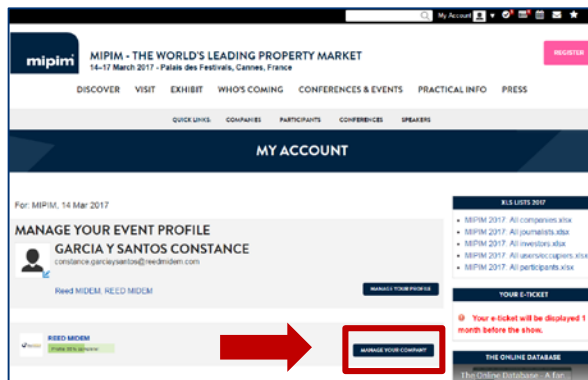 My Account
mipim
MIPIM - THE WORLD'S LEADING PROPERTY MARKET
14–17 March 2017 - Palais des Festivals, Cannes, France
REGISTER
DISCOVER VISIT EXHIBIT WHO'S COMING CONFERENCES & EVENTS PRACTICAL INFO PRESS
QUICK LINKS: COMPANIES PARTICIPANTS CONFERENCES SPEAKERS
MY ACCOUNT
For: MIPIM, 14 Mar 2017
MANAGE YOUR EVENT PROFILE
GARCIA Y SANTOS CONSTANCE
constance.garciaysantos@reedmidem.com
Reed MIDEM, REED MIDEM
MANAGE YOUR PROFILE
REED MIDEM
MANAGE YOUR COMPANY
XLS LISTS 2017
MIPIM 2017 All companies.xlsx
MIPIM 2017 All journalists.xlsx
MIPIM 2017 All investors.xlsx
MIPIM 2017 All users/occupiers.xlsx
MIPIM 2017 All participants.xlsx
YOUR E-TICKET
Your e-ticket will be displayed 1
month before the show.
THE ONLINE DATABASE
The Online Database - A fan...